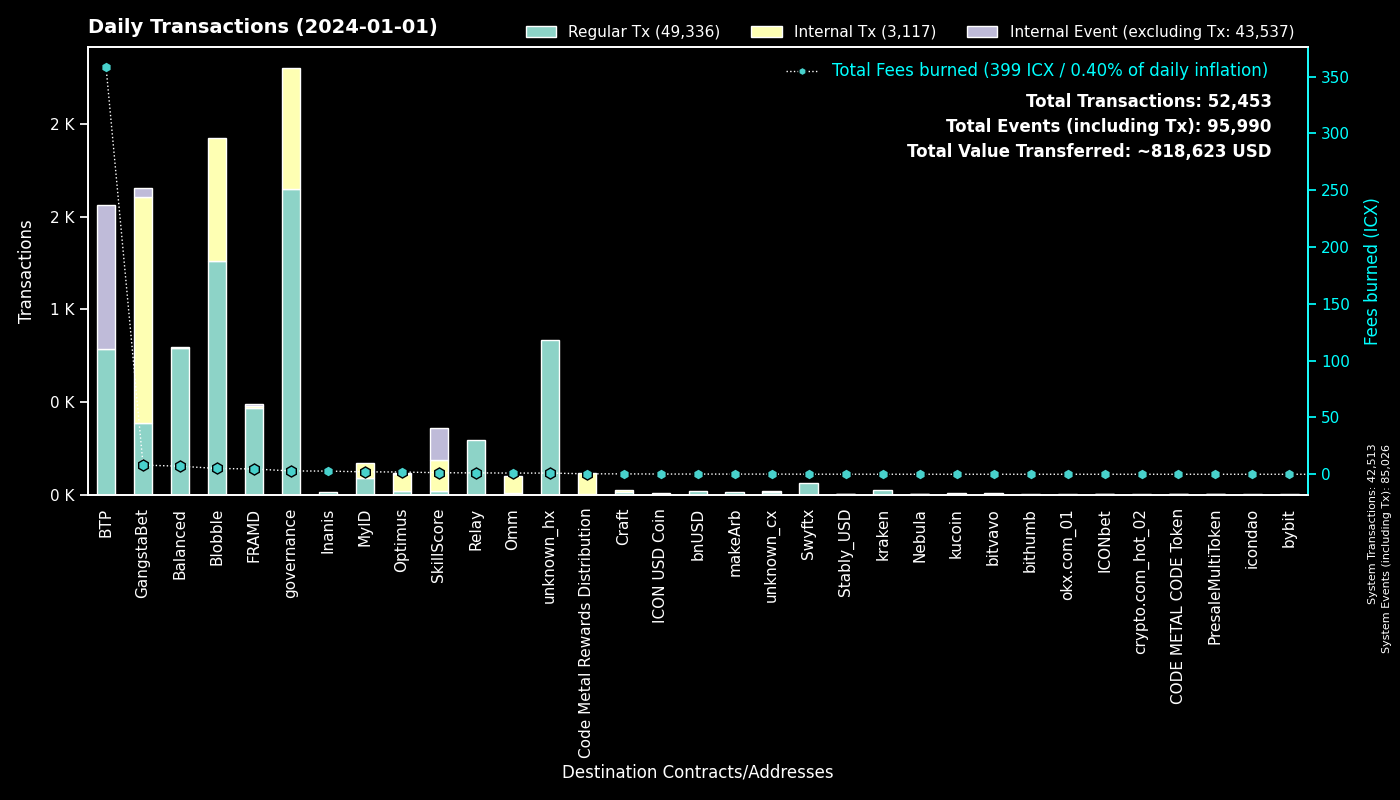 Daily Transactions (2024-01-01)
Regular Tx (49,336)
Internal Tx (3,117)
Internal Event (excluding Tx: 43,537)
Total Fees burned (399 ICX / 0.40% of daily inflation)
Total Transactions: 52,453
Total Events (including Tx): 95,990
Total Value Transferred: ~818,623 USD
Transactions
2 K
2 K
1 K
0 K
0 K
350
300
250
200
150
100
50
0
Fees burned (ICX)
BTP
GangstaBet
Balanced
Blobble
FRAMD
governance
Inanis
MyID
Optimus
SkillScore
Relay
Omm
unknown_hx
Code Metal Rewards Distribution
Craft
ICON USD Coin
bnUSD
makeArb
unknown_cx
Swyftx
Stably_USD
kraken
Nebula
kucoin
bitvavo
bithumb
okx.com_01
ICONbet
crypto.com_hot_02
CODE METAL CODE Token
PresaleMultiToken
icondao
bybit
Destination Contracts/Addresses
System Transactions: 42,513
System Events (including Tx): 85,026